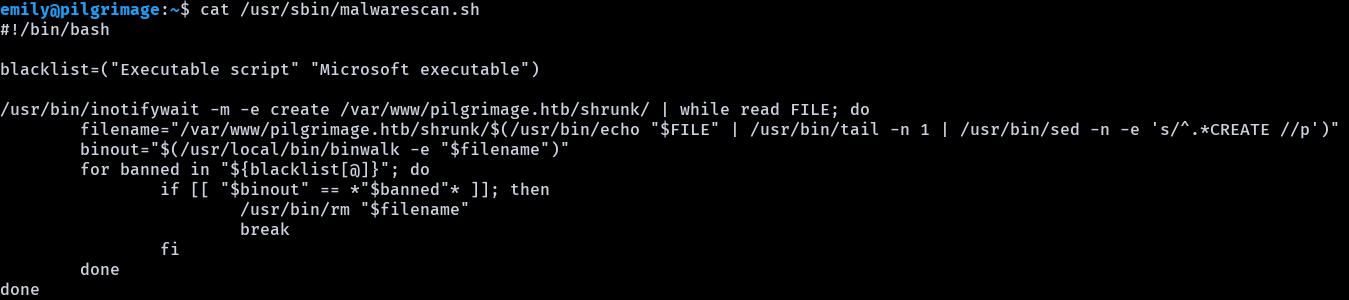 emily@pilgrimage:~$ cat /usr/sbin/malwarescan.sh
#!/bin/bash

blacklist=("Executable script" "Microsoft executable")

/usr/bin/inotifywait -m -e create /var/www/pilgrimage.htb/shrunk/ | while read FILE; do
        filename="/var/www/pilgrimage.htb/shrunk/$(/usr/bin/echo "$FILE" | /usr/bin/tail -n 1 | /usr/bin/sed -n -e 's/^.*CREATE //p')"
        binout="$(/usr/local/bin/binwalk -e "$filename")"
        for banned in "${blacklist[@]}"; do
                if [[ "$binout" == *"$banned"* ]]; then
                        /usr/bin/rm "$filename"
                        break
                fi
        done
done